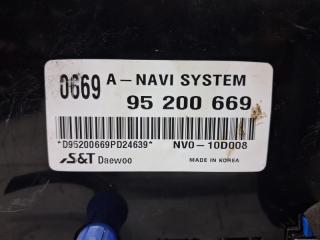 0669 A-NAVI SYSTEM
95 200 669
*D95200669PD24639* NV0-10D008
S&T Daewoo MADE IN KOREA